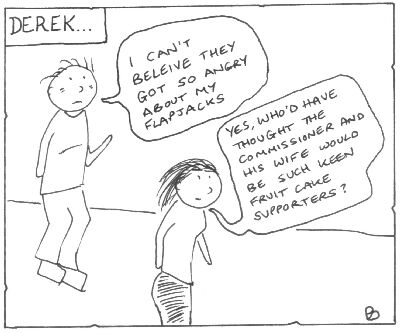 DEREK...
I CAN'T
BELEIVE THEY
GOT SO ANGRY
ABOUT MY
FLAPJACKS
YES, WHO'D HAVE
THOUGHT THE
COMMISSIONER AND
HIS WIFE WOULD
BE SUCH KEEN
FRUIT CAKE
SUPPORTERS?